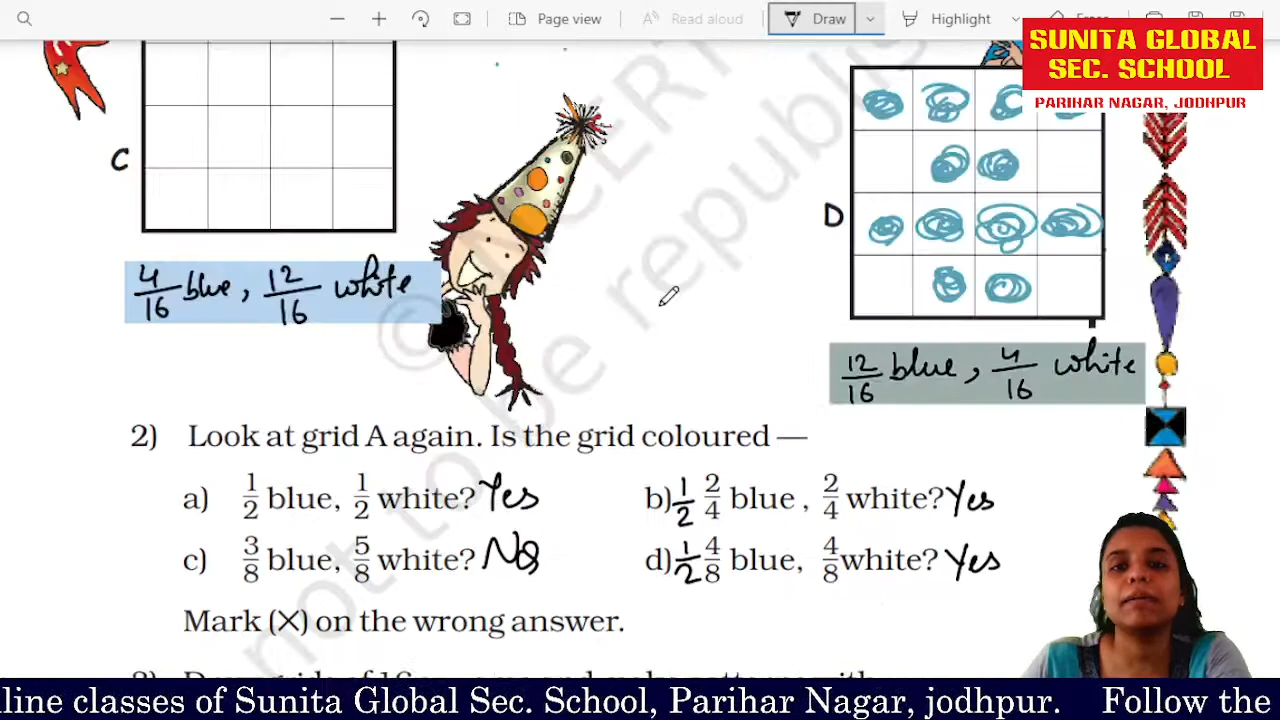 Page view
Read aloud
Draw
Highlight
SUNITA GLOBAL
SEC. SCHOOL
PARIHAR NAGAR, JODHPUR
C
D
4/16 blue, 12/16 white
12/16 blue, 4/16 white
2) Look at grid A again. Is the grid coloured —
a) 1/2 blue, 1/2 white? Yes
b) 1/2 2/4 blue , 2/4 white? Yes
c) 3/8 blue, 5/8 white? No
d) 1/2 4/8 blue, 4/8 white? Yes
Mark (×) on the wrong answer.
not to be republis
line classes of Sunita Global Sec. School, Parihar Nagar, jodhpur. Follow the